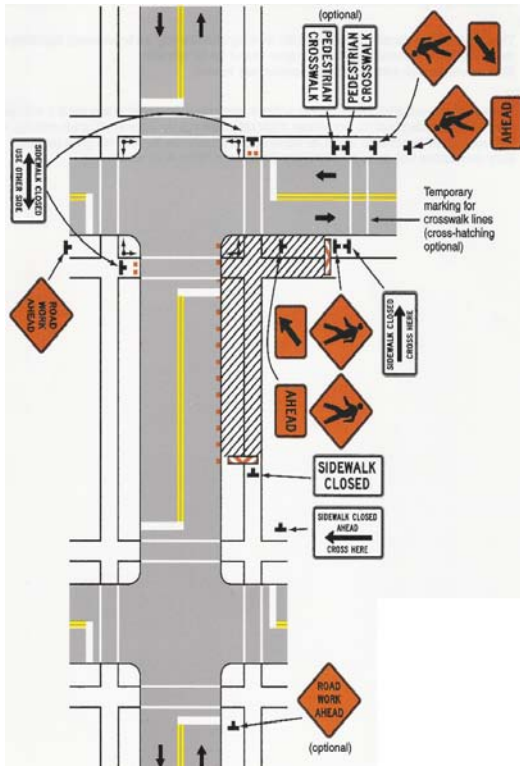 (optional)
PEDESTRIAN
CROSSWALK
PEDESTRIAN
CROSSWALK
AHEAD
SIDEWALK CLOSED
USE OTHER SIDE
Temporary
marking for
crosswalk lines
(cross-hatching
optional)
ROAD
WORK
AHEAD
SIDEWALK CLOSED
CROSS HERE
AHEAD
SIDEWALK
CLOSED
SIDEWALK CLOSED
AHEAD
CROSS HERE
ROAD
WORK
AHEAD
(optional)